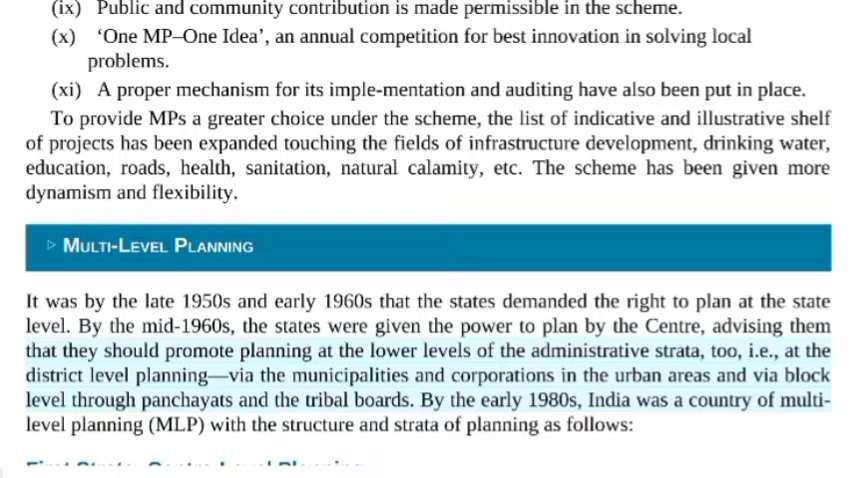 (ix) Public and community contribution is made permissible in the scheme.
(x) ‘One MP–One Idea’, an annual competition for best innovation in solving local
problems.
(xi) A proper mechanism for its imple-mentation and auditing have also been put in place.
To provide MPs a greater choice under the scheme, the list of indicative and illustrative shelf
of projects has been expanded touching the fields of infrastructure development, drinking water,
education, roads, health, sanitation, natural calamity, etc. The scheme has been given more
dynamism and flexibility.
▷ MULTI-LEVEL PLANNING
It was by the late 1950s and early 1960s that the states demanded the right to plan at the state
level. By the mid-1960s, the states were given the power to plan by the Centre, advising them
that they should promote planning at the lower levels of the administrative strata, too, i.e., at the
district level planning—via the municipalities and corporations in the urban areas and via block
level through panchayats and the tribal boards. By the early 1980s, India was a country of multi-
level planning (MLP) with the structure and strata of planning as follows: